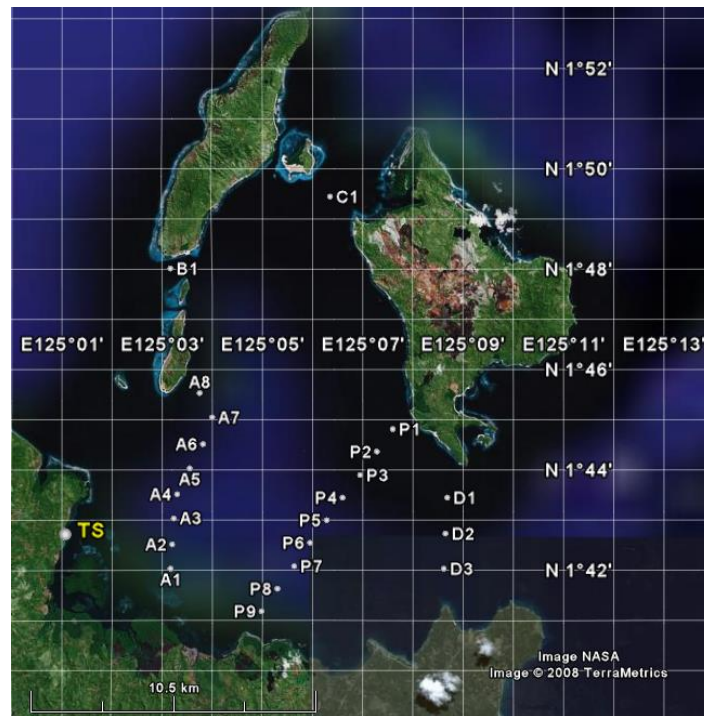 N 1°52'
N 1°50'
C1
B1
N 1°48'
E125°01' E125°03' E125°05' E125°07' E125°09' E125°11' E125°13'
N 1°46'
A8
A7
P1
A6
P2
A5
P3
N 1°44'
A4
P4
D1
A3
P5
TS
D2
A2
P6
A1
P7
D3
N 1°42'
P8
P9
Image NASA
Image © 2008 TerraMetrics
10.5 km